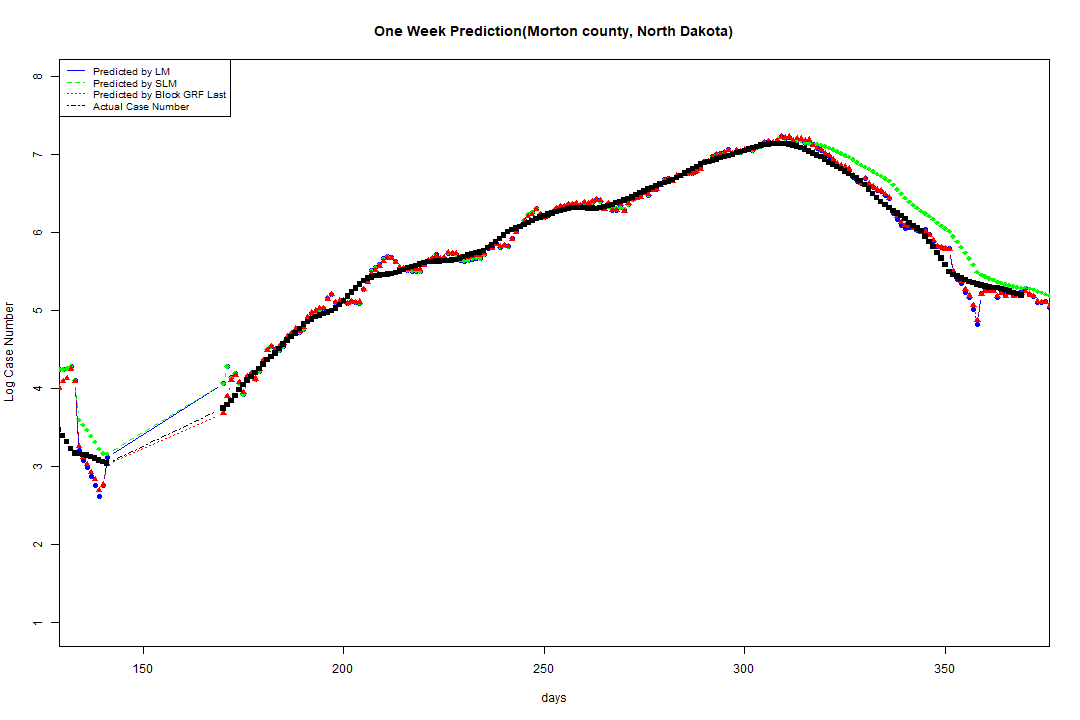 One Week Prediction(Morton county, North Dakota)
Predicted by LM
Predicted by SLM
Predicted by Block GRF Last
Actual Case Number
8
7
6
5
4
3
2
1
Log Case Number
150 200 250 300 350
days